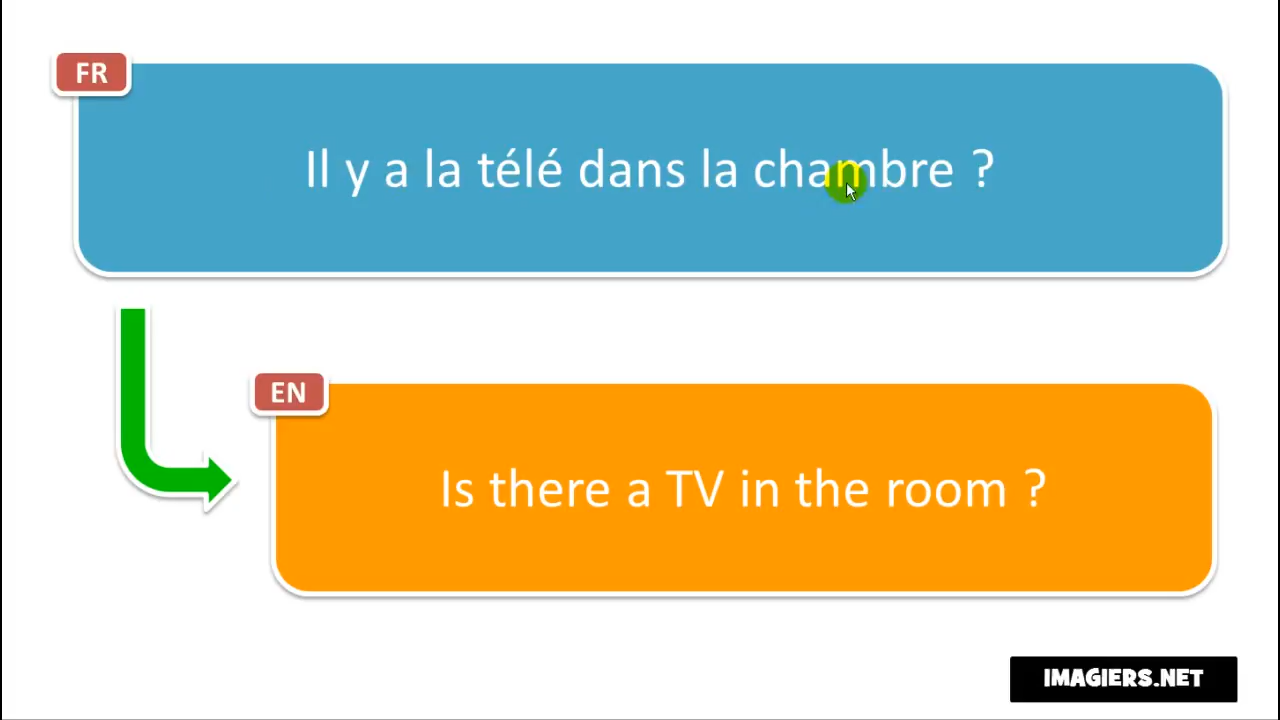 FR
Il y a la télé dans la chambre ?
EN
Is there a TV in the room ?
IMAGIERS.NET